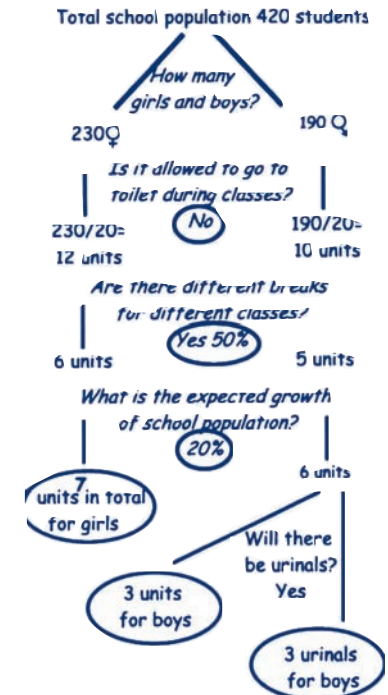 Total school population 420 students
How many
girls and boys?
230♀
190
Is it allowed to go to
toilet during classes?
No
230/20=
12 units
190/20=
10 units
Are there different breaks
for different classes?
Yes 50%
6 units
5 units
What is the expected growth
of school population?
20%
7
units in total
for girls
6 units
Will there
be urinals?
Yes
3 units
for boys
3 urinals
for boys